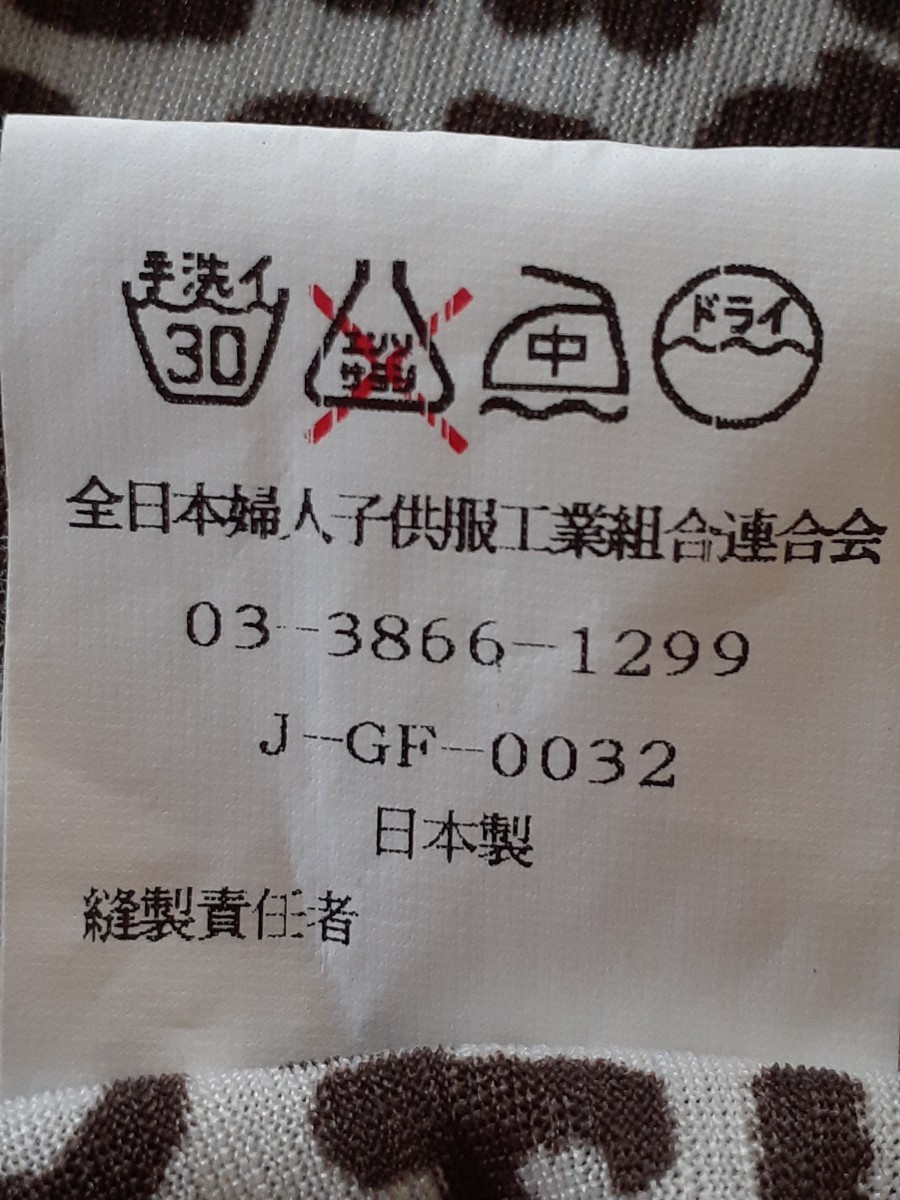 手洗イ
30
エンソ
サラシ
中
ドライ
全日本婦人子供服工業組合連合会
03-3866-1299
J-GF-0032
日本製
縫製責任者